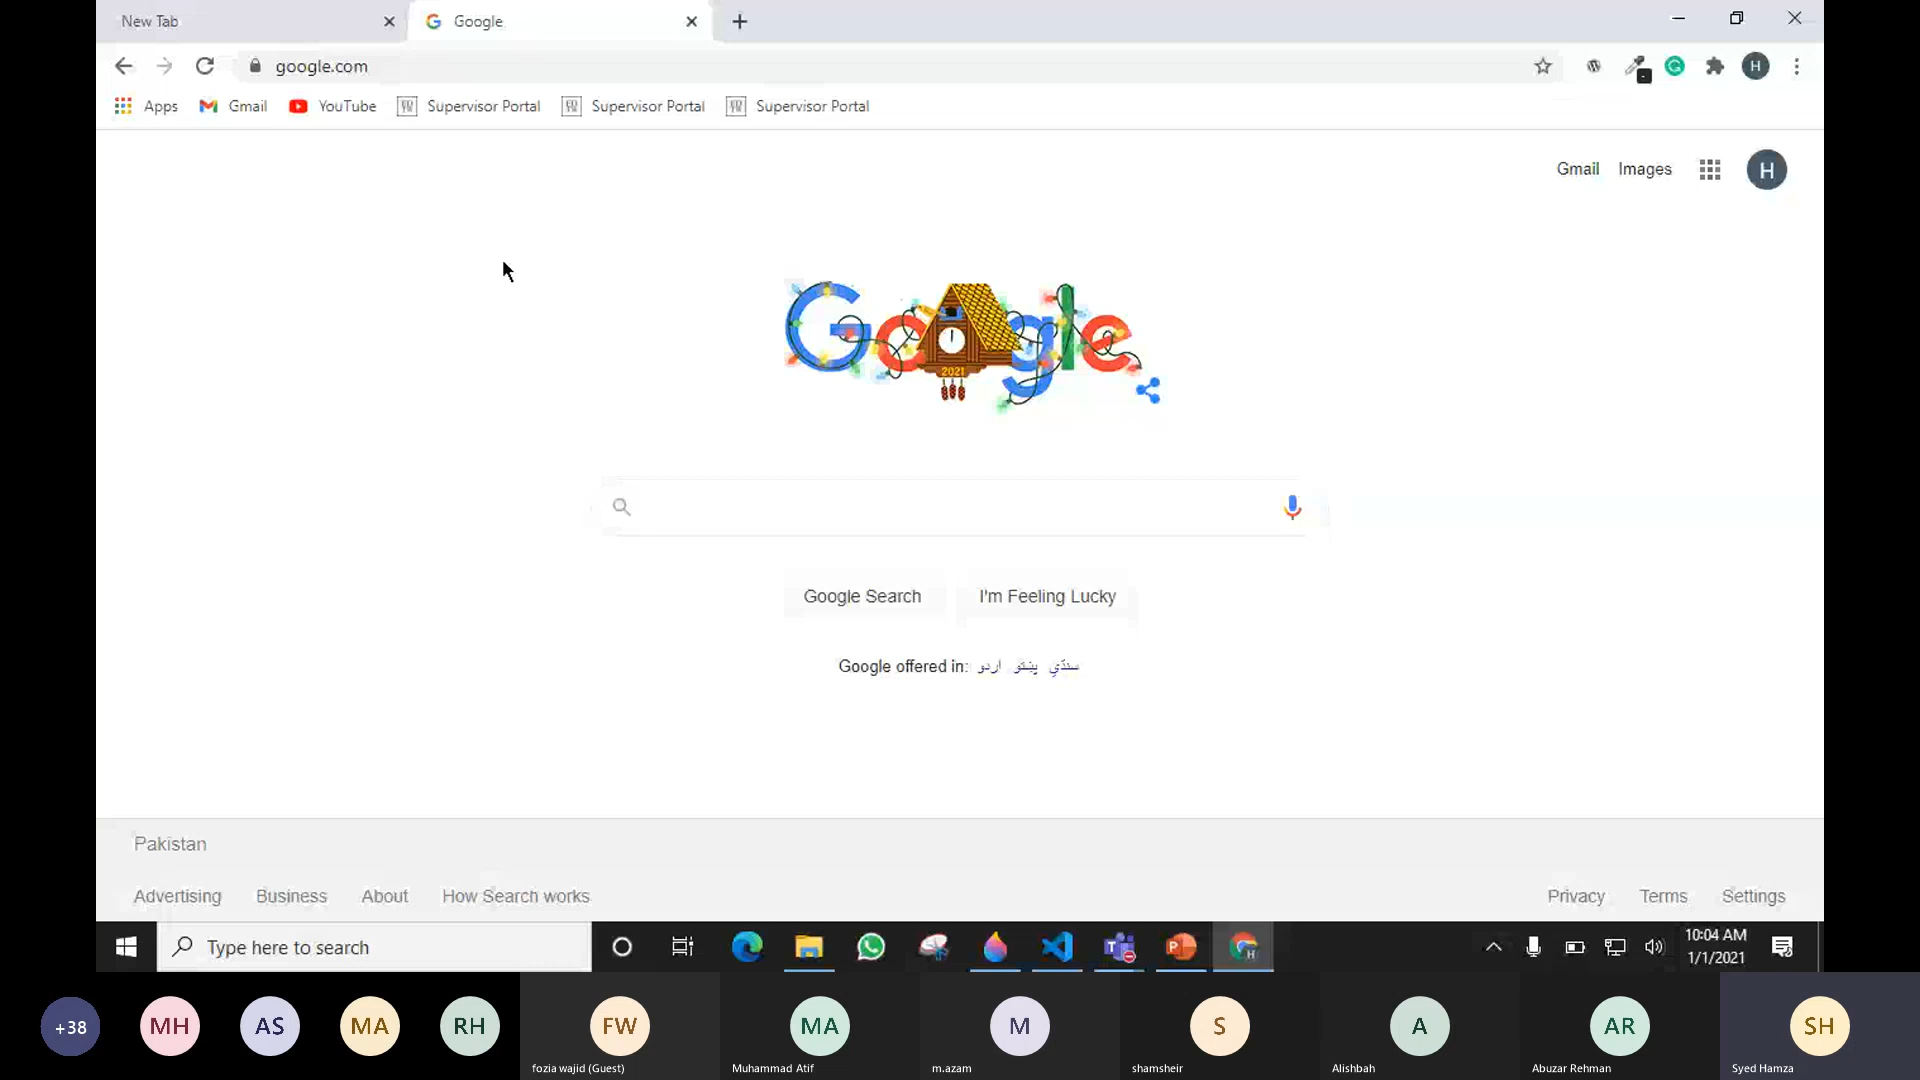 New Tab
Google
google.com
H
Apps
Gmail
YouTube
Supervisor Portal
Supervisor Portal
Supervisor Portal
Gmail
Images
H
Google
2021
Google Search
I'm Feeling Lucky
Google offered in: اردو پښتو سنڌي
Pakistan
Advertising
Business
About
How Search works
Privacy
Terms
Settings
Type here to search
10:04 AM
1/1/2021
+38
MH
AS
MA
RH
FW
MA
M
S
A
AR
SH
fozia wajid (Guest)
Muhammad Atif
m.azam
shamsheir
Alishbah
Abuzar Rehman
Syed Hamza